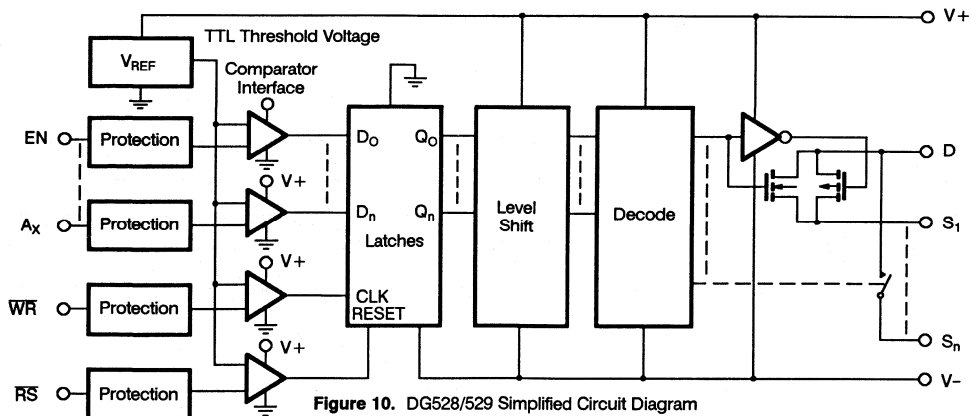 V+
TTL Threshold Voltage
VREF
Comparator
Interface
EN
Protection
DO
QO
D
V+
AX
Protection
Dn
Qn
Latches
Level
Shift
Decode
S1
V+
WR
Protection
CLK
RESET
V+
Sn
RS
Protection
V-
Figure 10. DG528/529 Simplified Circuit Diagram